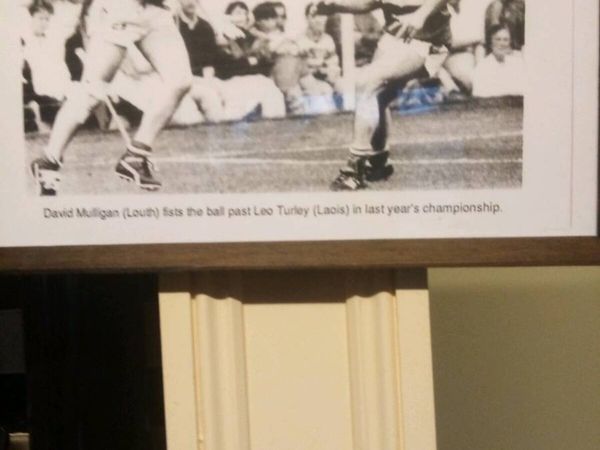 David Mulligan (Louth) fists the ball past Leo Turley (Laois) in last year's championship.